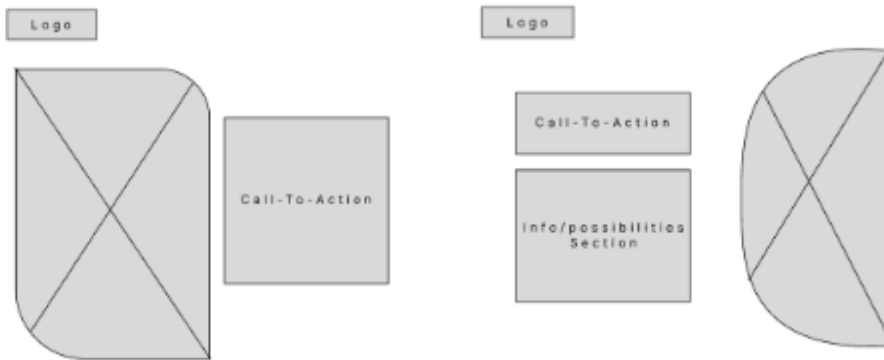 Logo
Call-To-Action
Logo
Call-To-Action
Info/possibilities
Section